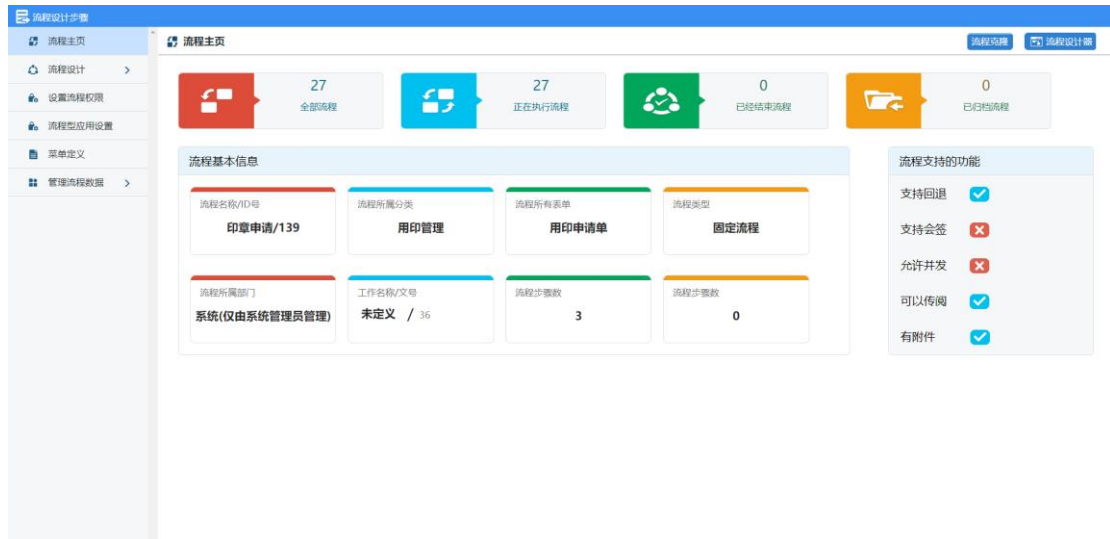 流程设计步骤
流程主页
流程设计
设置流程权限
流程型应用设置
菜单定义
管理流程数据
流程主页
流程克隆
流程设计器
27
全部流程
27
正在执行流程
0
已经结束流程
0
已归档流程
流程基本信息
流程名称/ID号
印章申请/139
流程所属分类
用印管理
流程所有表单
用印申请单
流程类型
固定流程
流程所属部门
系统(仅由系统管理员管理)
工作名称/文号
未定义 / 36
流程步骤数
3
流程步骤数
0
流程支持的功能
支持回退
支持会签
允许并发
可以传阅
有附件